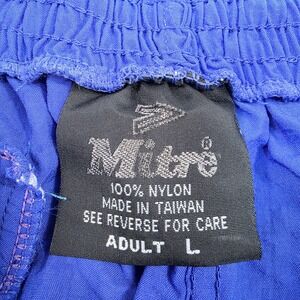 Mitre®
100% NYLON
MADE IN TAIWAN
SEE REVERSE FOR CARE
ADULT L